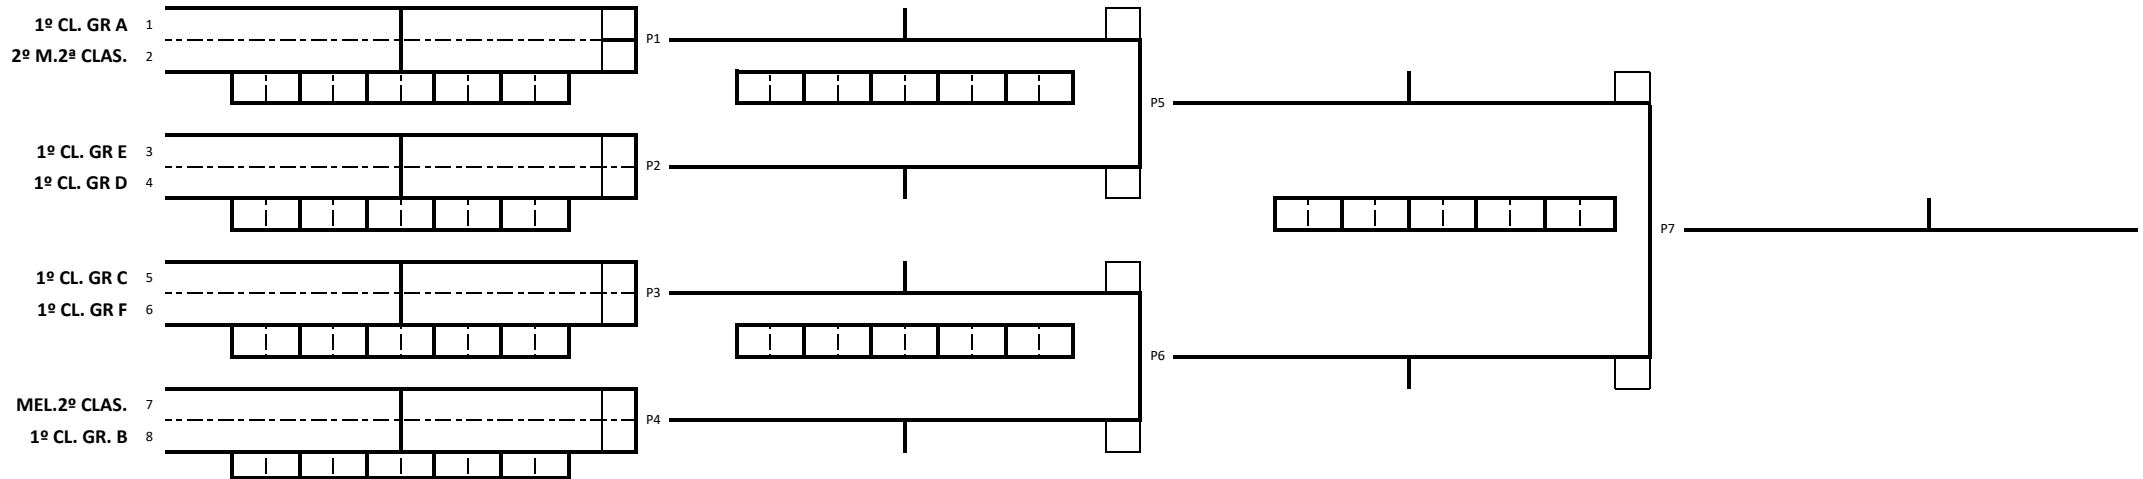 1º CL. GR A 1
P1
2º M.2ª CLAS. 2
P5
1º CL. GR E 3
P2
1º CL. GR D 4
P7
1º CL. GR C 5
P3
1º CL. GR F 6
P6
MEL.2º CLAS. 7
P4
1º CL. GR. B 8